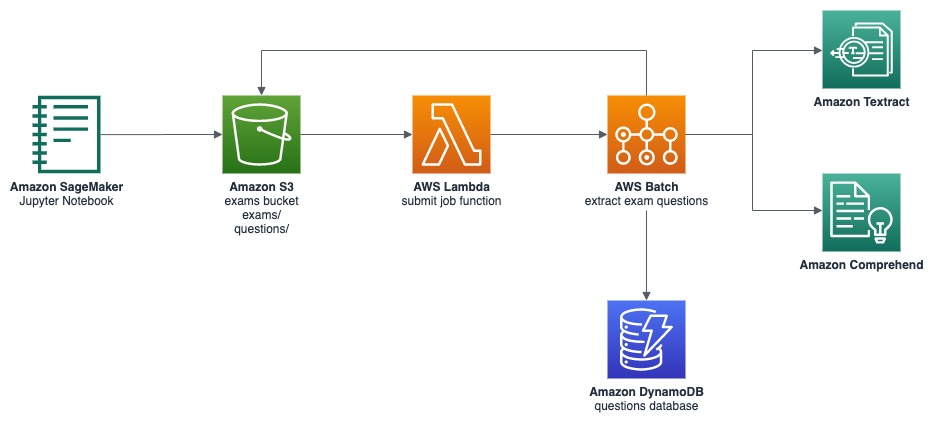 Amazon Textract
Amazon SageMaker
Jupyter Notebook
Amazon S3
exams bucket
exams/
questions/
AWS Lambda
submit job function
AWS Batch
extract exam questions
Amazon Comprehend
Amazon DynamoDB
questions database